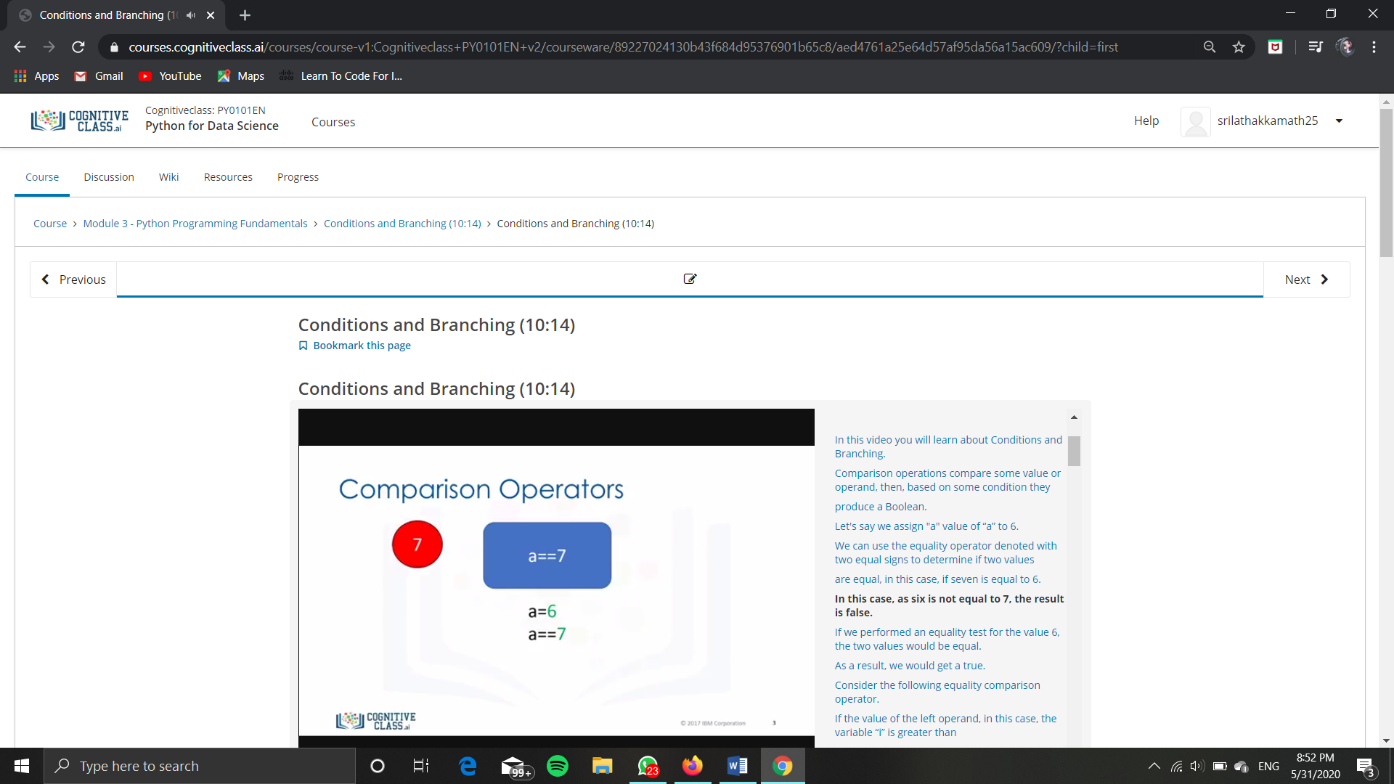 Conditions and Branching (1
courses.cognitiveclass.ai/courses/course-v1:Cognitiveclass+PY0101EN+v2/courseware/89227024130b43f684d95376901b65c8/aed4761a25e64d57af95da56a15ac609/?child=first
Apps Gmail YouTube Maps Learn To Code For I...
COGNITIVE
CLASS.ai
Cognitiveclass: PY0101EN
Python for Data Science
Courses
Help
srilathakkamath25
Course Discussion Wiki Resources Progress
Course > Module 3 - Python Programming Fundamentals > Conditions and Branching (10:14) > Conditions and Branching (10:14)
Previous
Next
Conditions and Branching (10:14)
Bookmark this page
Conditions and Branching (10:14)
Comparison Operators
7
a==7
a=6
a==7
COGNITIVE
CLASS.ai
© 2017 IBM Corporation
3
In this video you will learn about Conditions and
Branching.
Comparison operations compare some value or
operand, then, based on some condition they
produce a Boolean.
Let's say we assign "a" value of “a” to 6.
We can use the equality operator denoted with
two equal signs to determine if two values
are equal, in this case, if seven is equal to 6.
In this case, as six is not equal to 7, the result
is false.
If we performed an equality test for the value 6,
the two values would be equal.
As a result, we would get a true.
Consider the following equality comparison
operator.
If the value of the left operand, in this case, the
variable “i” is greater than
Type here to search
99+
23
ENG
8:52 PM
5/31/2020
3